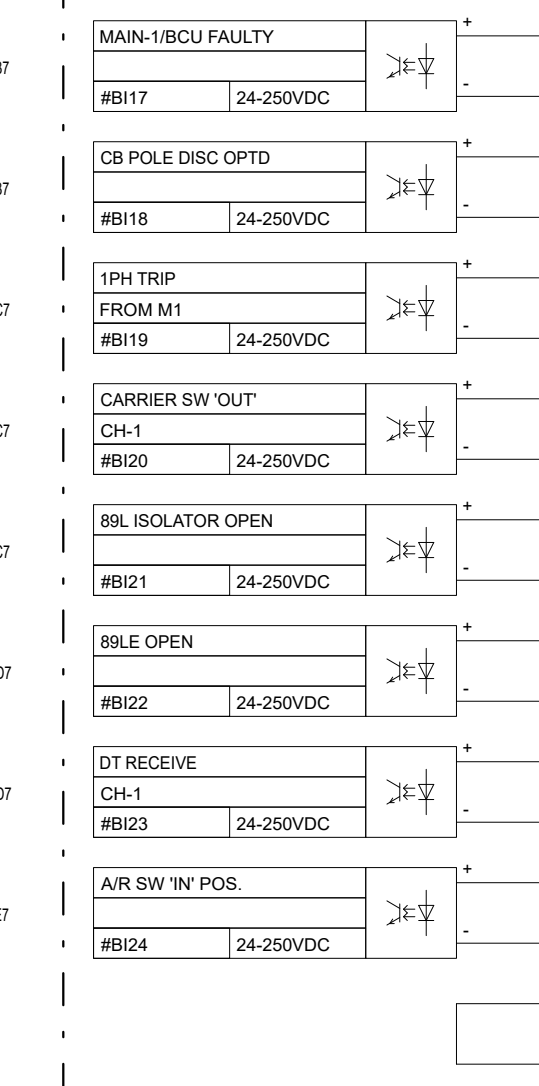 MAIN-1/BCU FAULTY
+
#BI17 24-250VDC
-
CB POLE DISC OPTD
+
#BI18 24-250VDC
-
1PH TRIP
+
FROM M1
#BI19 24-250VDC
-
CARRIER SW 'OUT'
+
CH-1
#BI20 24-250VDC
-
89L ISOLATOR OPEN
+
#BI21 24-250VDC
-
89LE OPEN
+
#BI22 24-250VDC
-
DT RECEIVE
+
CH-1
#BI23 24-250VDC
-
A/R SW 'IN' POS.
+
#BI24 24-250VDC
-